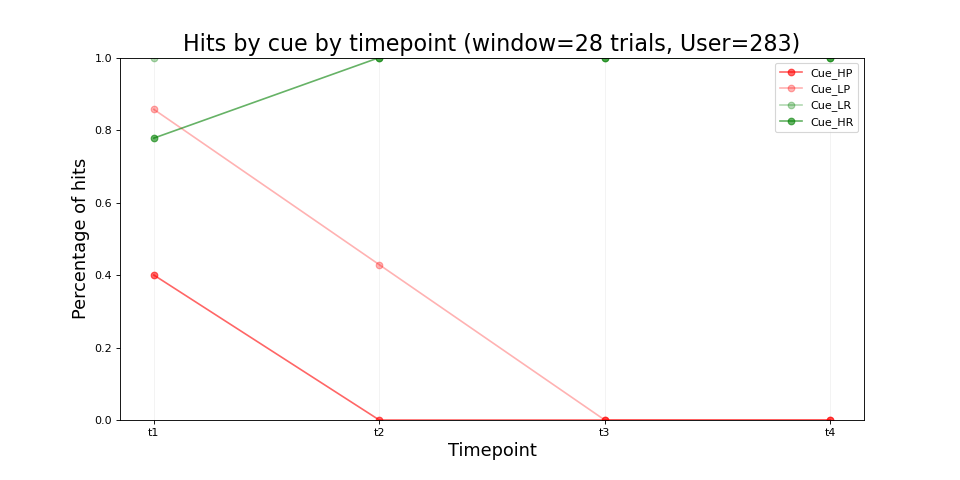 Hits by cue by timepoint (window=28 trials, User=283)
Percentage of hits
1.0
0.8
0.6
0.4
0.2
0.0
Cue_HP
Cue_LP
Cue_LR
Cue_HR
t1
t2
t3
t4
Timepoint